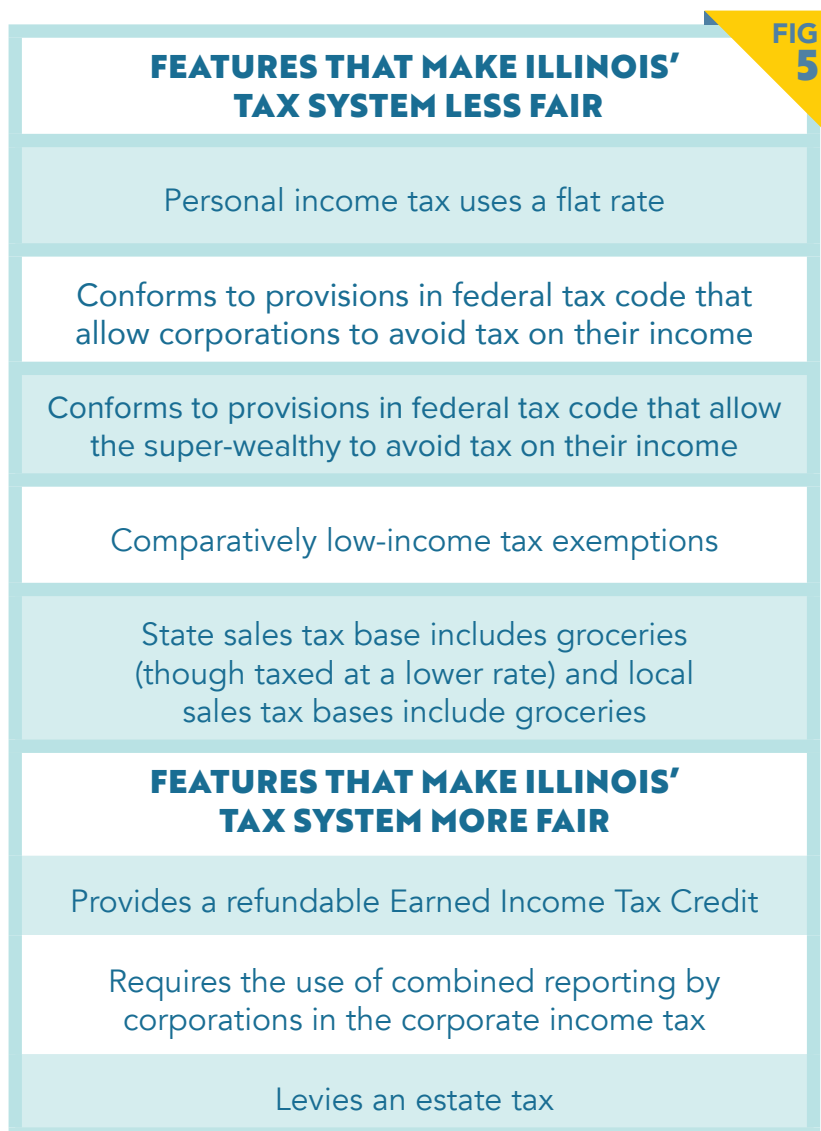 FIG
5
FEATURES THAT MAKE ILLINOIS’
TAX SYSTEM LESS FAIR
Personal income tax uses a flat rate
Conforms to provisions in federal tax code that
allow corporations to avoid tax on their income
Conforms to provisions in federal tax code that allow
the super-wealthy to avoid tax on their income
Comparatively low-income tax exemptions
State sales tax base includes groceries
(though taxed at a lower rate) and local
sales tax bases include groceries
FEATURES THAT MAKE ILLINOIS’
TAX SYSTEM MORE FAIR
Provides a refundable Earned Income Tax Credit
Requires the use of combined reporting by
corporations in the corporate income tax
Levies an estate tax